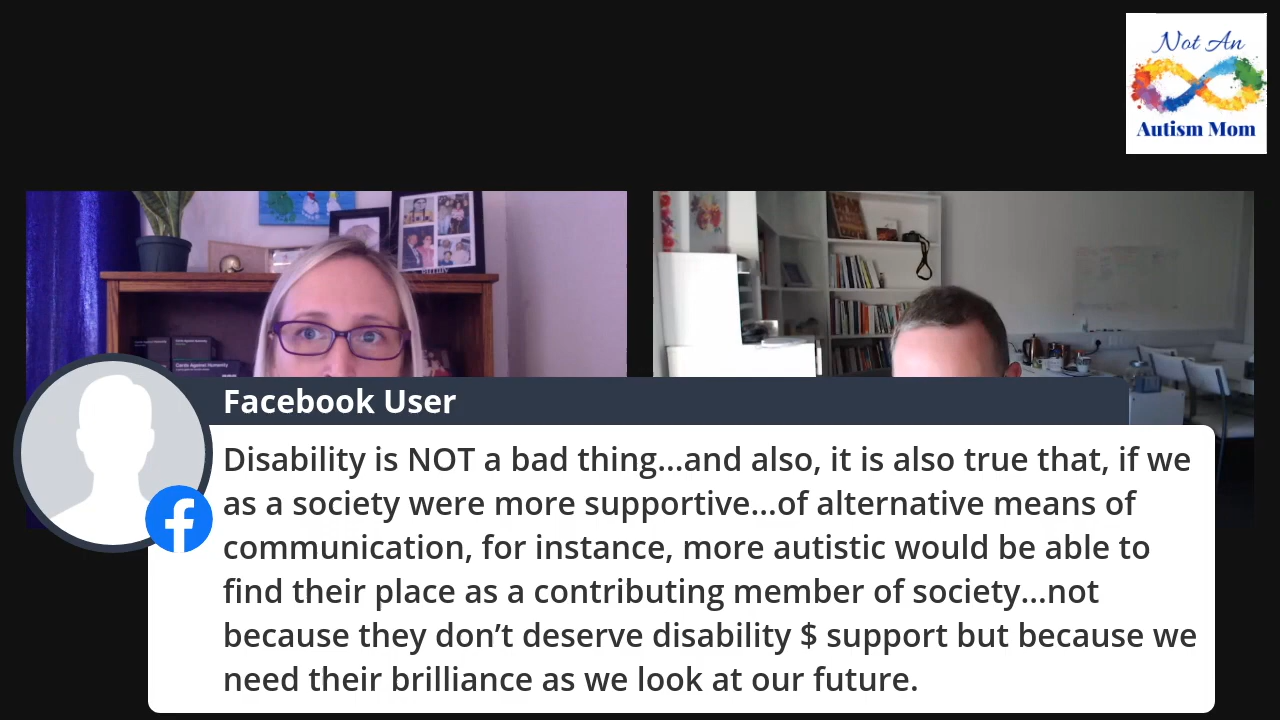 Not An
Autism Mom
Cards Against Humanity
Facebook User
Disability is NOT a bad thing...and also, it is also true that, if we
as a society were more supportive...of alternative means of
communication, for instance, more autistic would be able to
find their place as a contributing member of society...not
because they don’t deserve disability $ support but because we
need their brilliance as we look at our future.